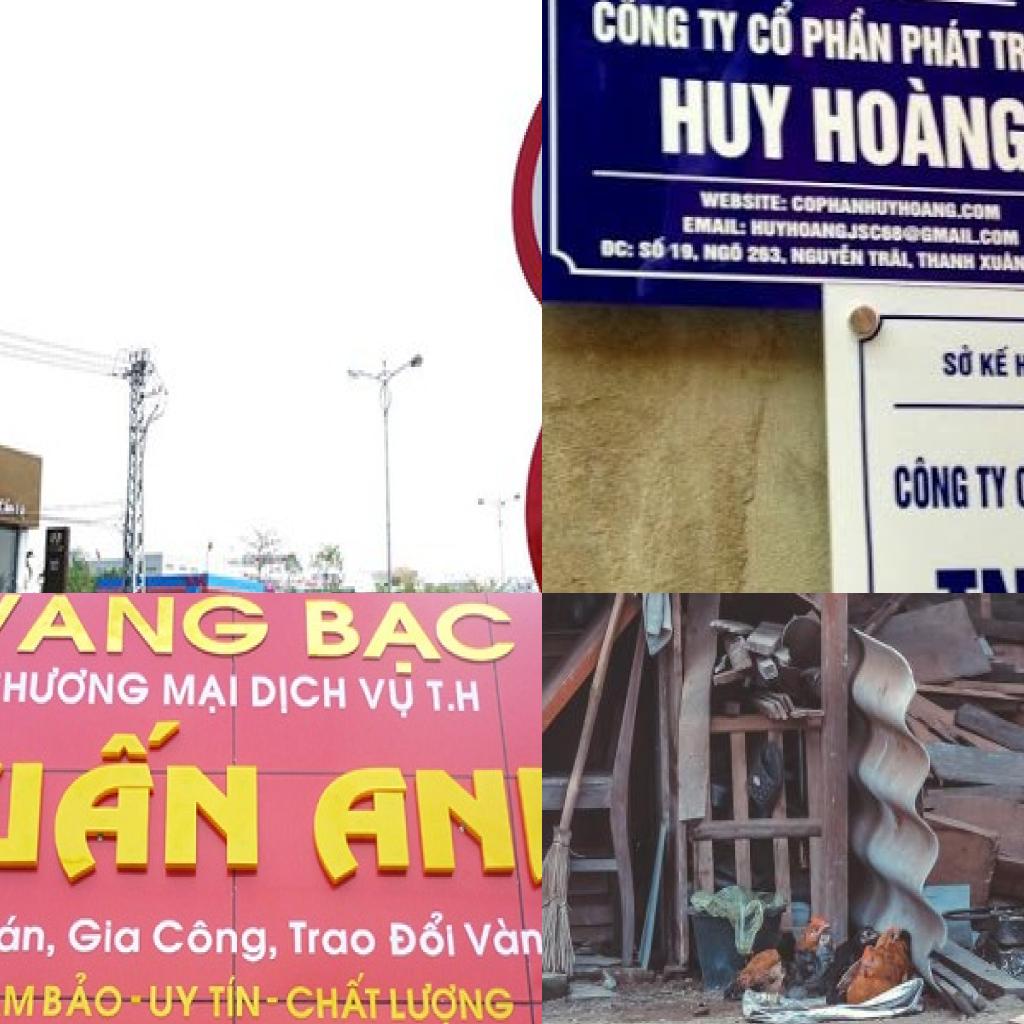 CÔNG TY CỔ PHẦN PHÁT TR
HUY HOÀNG
WEBSITE: COPHANHUYHOANG.COM
EMAIL: HUYHOANGJSC68@GMAIL.COM
ĐC: SỐ 19, NGÕ 263, NGUYỄN TRÃI, THANH XUÂN
SỞ KẾ H
CÔNG TY C
VÀNG BẠC
THƯƠNG MẠI DỊCH VỤ T.H
UẤN ANH
án, Gia Công, Trao Đổi Vàn
M BẢO - UY TÍN - CHẤT LƯỢNG